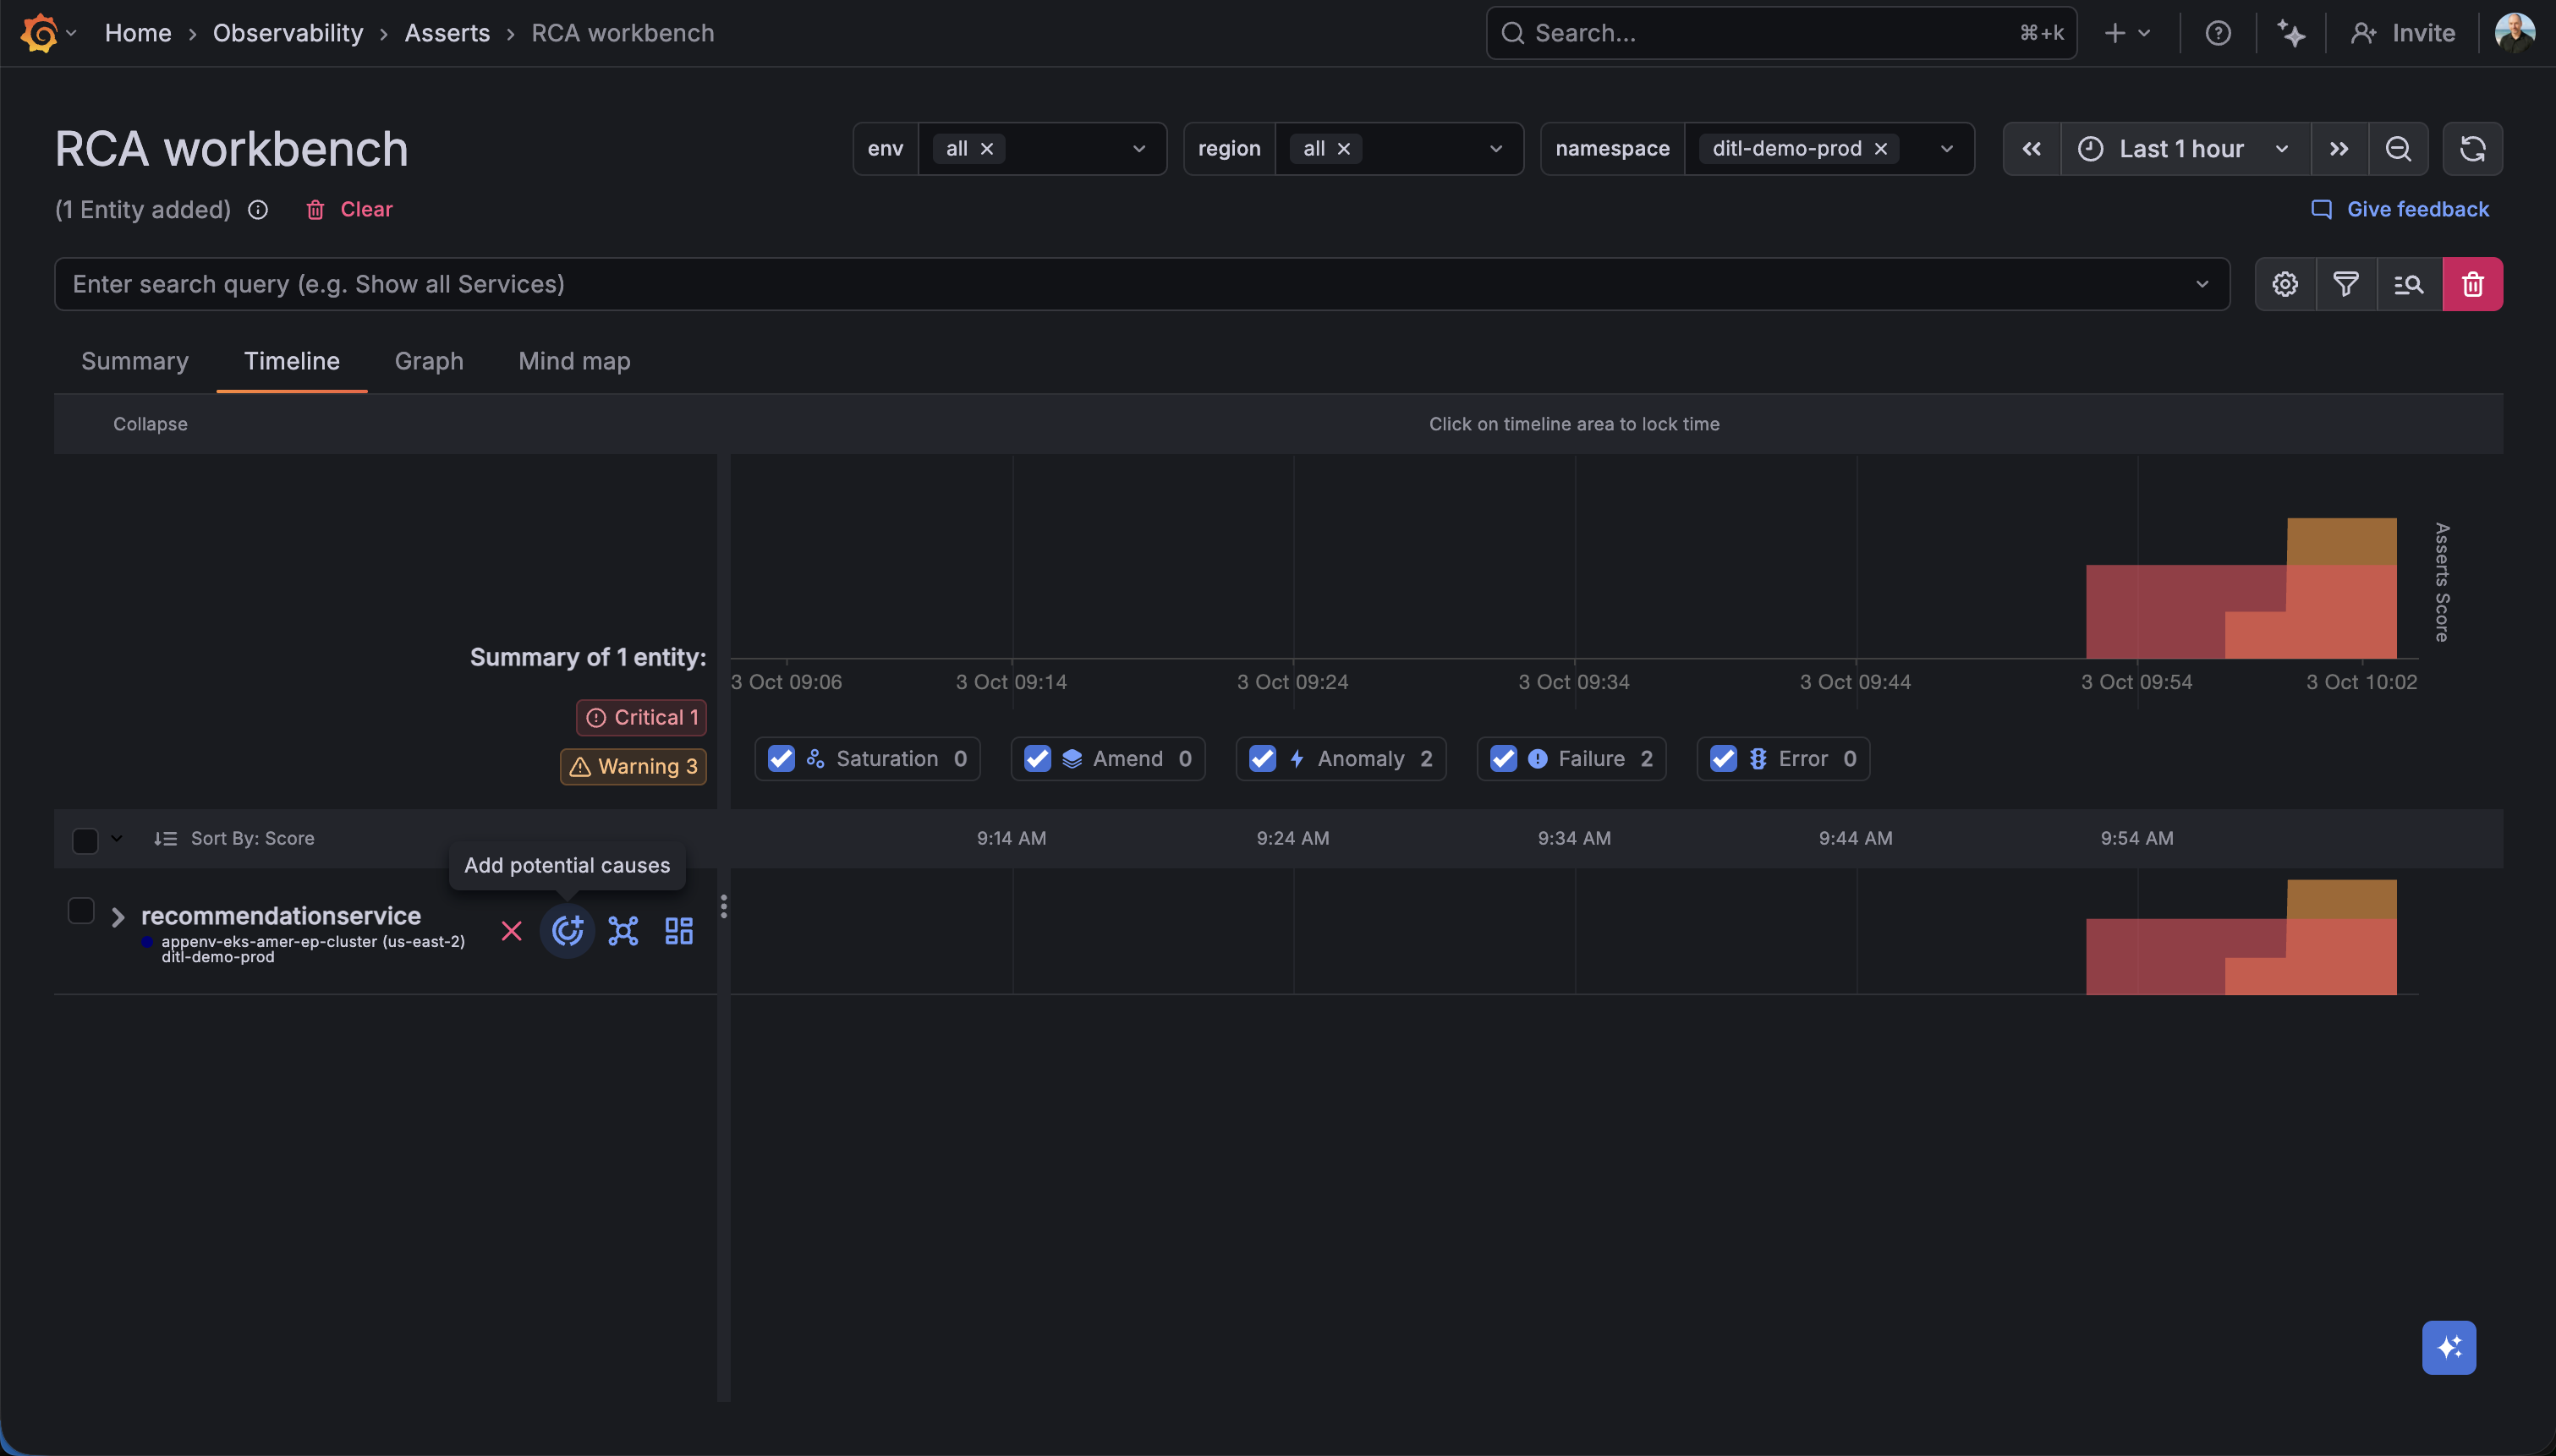 Home › Observability › Asserts › RCA workbench
Search...
⌘+k
Invite
RCA workbench
env
all
region
all
namespace
ditl-demo-prod
Last 1 hour
(1 Entity added)
Clear
Give feedback
Enter search query (e.g. Show all Services)
Summary
Timeline
Graph
Mind map
Collapse
Click on timeline area to lock time
Asserts Score
Summary of 1 entity:
3 Oct 09:06
3 Oct 09:14
3 Oct 09:24
3 Oct 09:34
3 Oct 09:44
3 Oct 09:54
3 Oct 10:02
Critical 1
Warning 3
Saturation 0
Amend 0
Anomaly 2
Failure 2
Error 0
Sort By: Score
9:14 AM
9:24 AM
9:34 AM
9:44 AM
9:54 AM
Add potential causes
recommendationservice
appenv-eks-amer-ep-cluster (us-east-2)
ditl-demo-prod